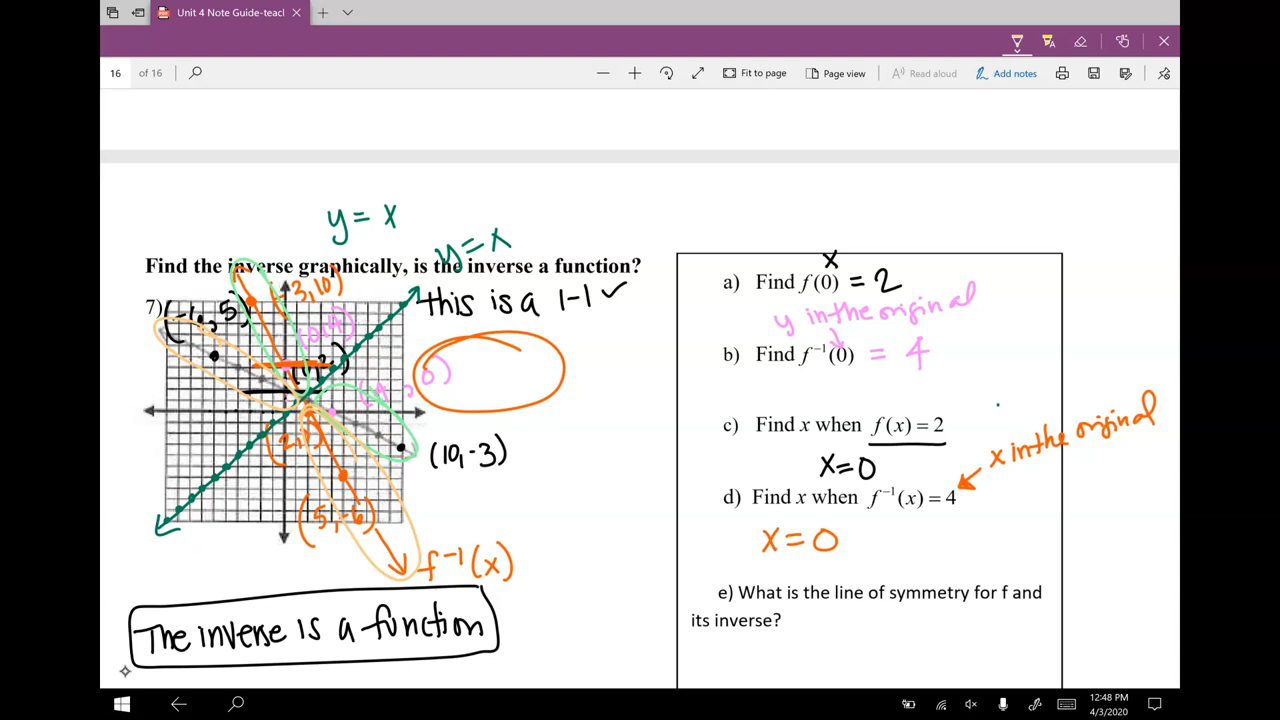 Unit 4 Note Guide-teacl
16 of 16
Fit to page
Page view
Read aloud
Add notes
y = x
y = x
Find the inverse graphically, is the inverse a function?
7)
this is a 1-1 ✓
(-3,10)
(0,4)
(4, 0)
(10,-3)
(5,-6)
f⁻¹(x)
The inverse is a function
x
a) Find f(0) = 2
y in the original
b) Find f⁻¹(0) = 4
c) Find x when f(x) = 2
x=0
x in the original
d) Find x when f⁻¹(x) = 4
x = 0
e) What is the line of symmetry for f and
its inverse?
12:48 PM
4/3/2020